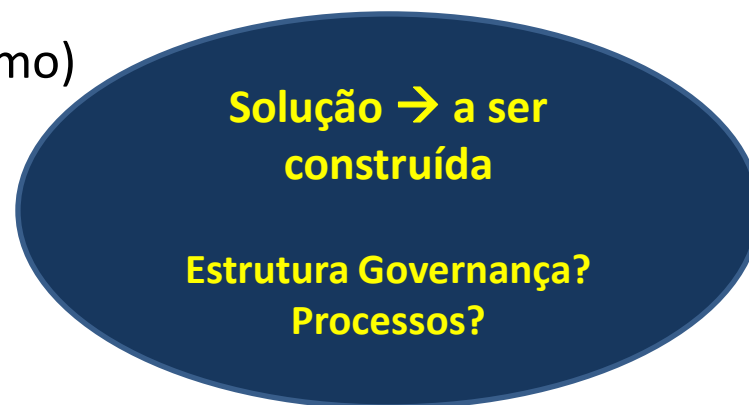 mo)
Solução → a ser
construída
Estrutura Governança?
Processos?